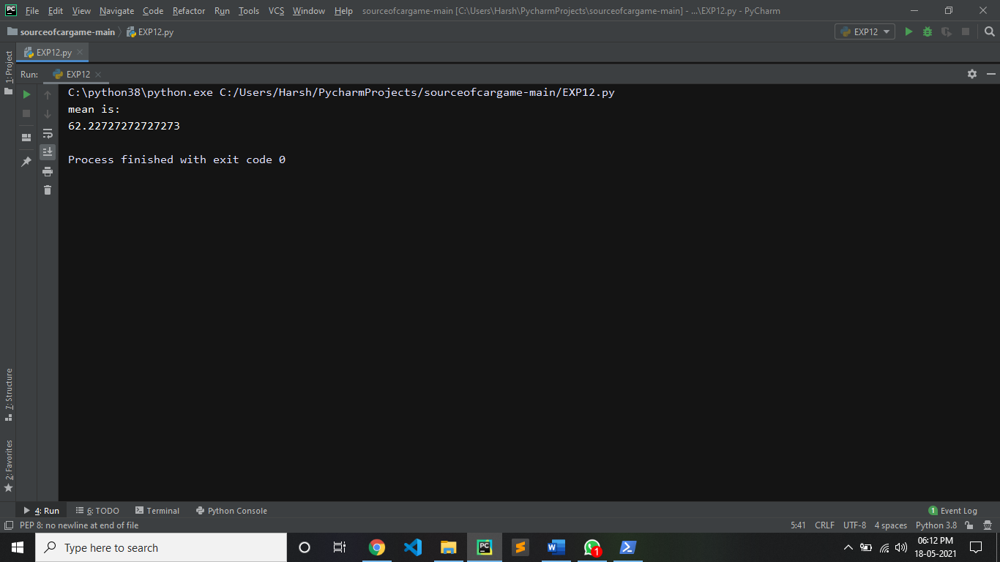 PC File Edit View Navigate Code Refactor Run Tools VCS Window Help sourceofcargame-main [C:\Users\Harsh\PycharmProjects\sourceofcargame-main] - ...\EXP12.py - PyCharm
sourceofcargame-main EXP12.py EXP12
EXP12.py
1: Project
Run: EXP12
C:\python38\python.exe C:/Users/Harsh/PycharmProjects/sourceofcargame-main/EXP12.py
mean is:
62.22727272727273
Process finished with exit code 0
7: Structure
2: Favorites
4: Run 6: TODO Terminal Python Console 1 Event Log
PEP 8: no newline at end of file 5:41 CRLF UTF-8 4 spaces Python 3.8
Type here to search PC W 1 06:12 PM
18-05-2021